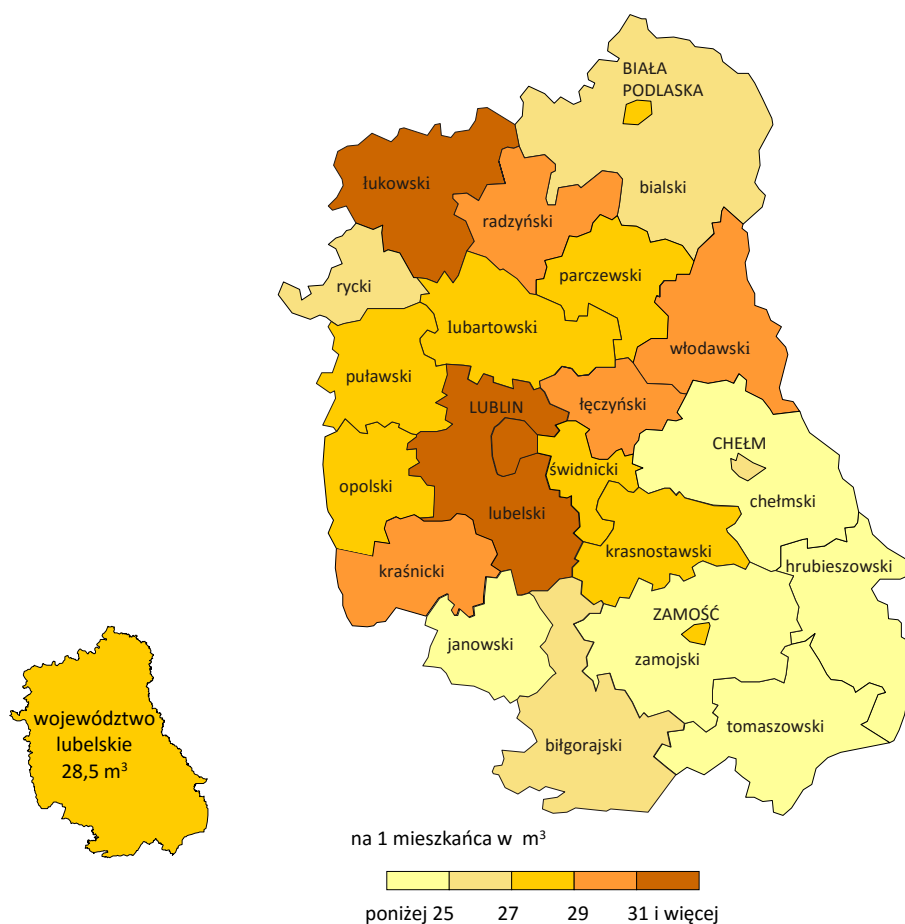 BIAŁA
PODLASKA
łukowski
bialski
radzyński
parczewski
rycki
lubartowski
włodawski
puławski
LUBLIN
łęczyński
CHEŁM
świdnicki
opolski
chełmski
lubelski
krasnostawski
hrubieszowski
kraśnicki
ZAMOŚĆ
janowski
zamojski
tomaszowski
biłgorajski
województwo
lubelskie
28,5 m³
na 1 mieszkańca w m³
poniżej 25 27 29 31 i więcej